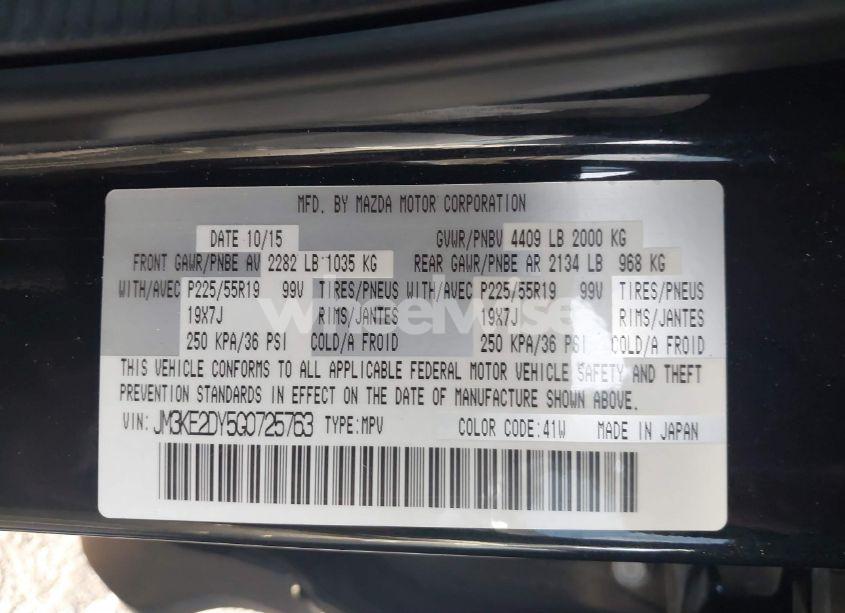 MFD. BY MAZDA MOTOR CORPORATION
DATE 10/15 GVWR/PNBV 4409 LB 2000 KG
FRONT GAWR/PNBE AV 2282 LB 1035 KG REAR GAWR/PNBE AR 2134 LB 968 KG
WITH/AVEC P225/55R19 99V TIRES/PNEUS WITH/AVEC P225/55R19 99V TIRES/PNEUS
19X7J RIMS/JANTES 19X7J RIMS/JANTES
250 KPA/36 PSI COLD/A FROID 250 KPA/36 PSI COLD/A FROID
THIS VEHICLE CONFORMS TO ALL APPLICABLE FEDERAL MOTOR VEHICLE SAFETY AND THEFT
PREVENTION STANDARDS IN EFFECT ON THE DATE OF MANUFACTURE SHOWN ABOVE.
VIN: JM3KE2DY5G0725763 TYPE:MPV COLOR CODE:41W MADE IN JAPAN